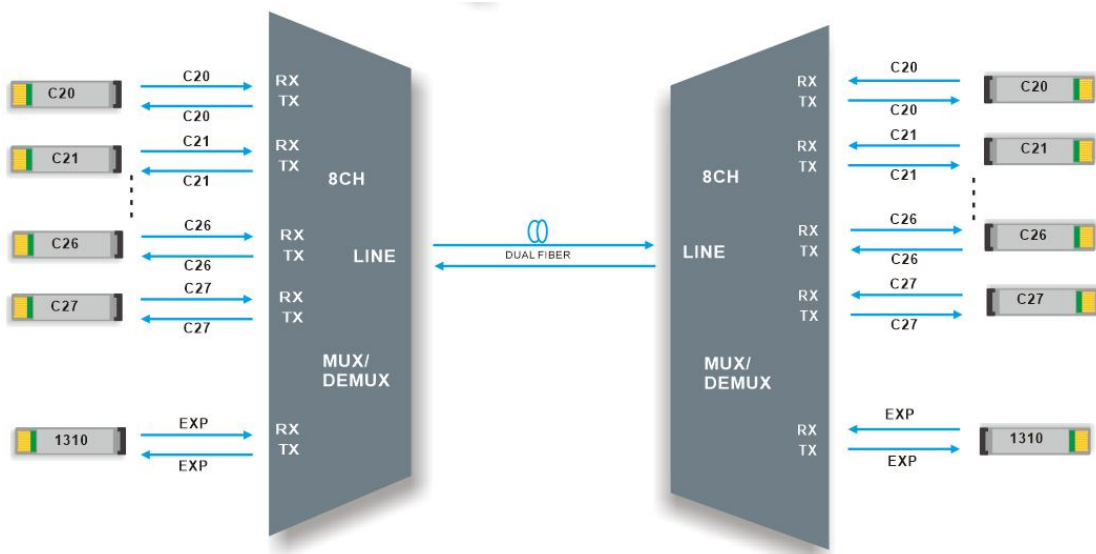 C20 C20 RX RX C20 C20
TX C20 TX C20
C21 C21 RX RX C21 C21
TX C21 TX C21
8CH 8CH
C26 C26 RX RX C26 C26
TX C26 TX C26
LINE DUAL FIBER LINE
C27 C27 RX RX C27 C27
TX C27 TX C27
MUX/ MUX/
DEMUX DEMUX
1310 EXP RX RX EXP 1310
TX EXP TX EXP